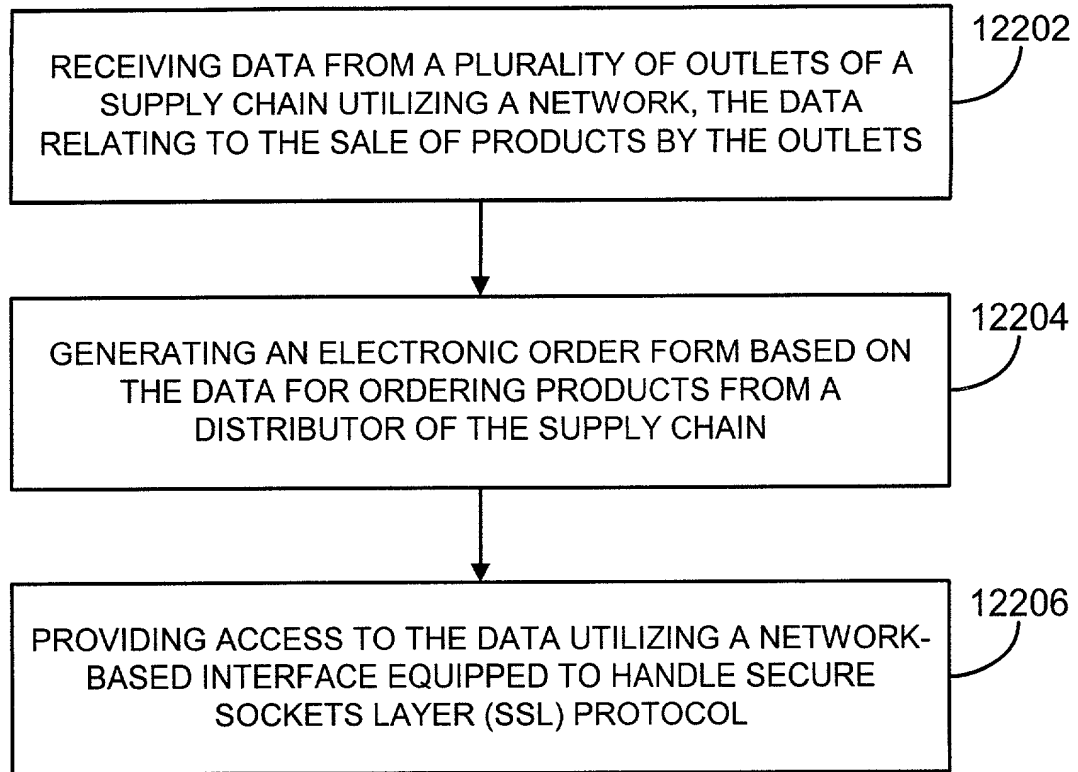 12202
RECEIVING DATA FROM A PLURALITY OF OUTLETS OF A
SUPPLY CHAIN UTILIZING A NETWORK, THE DATA
RELATING TO THE SALE OF PRODUCTS BY THE OUTLETS
12204
GENERATING AN ELECTRONIC ORDER FORM BASED ON
THE DATA FOR ORDERING PRODUCTS FROM A
DISTRIBUTOR OF THE SUPPLY CHAIN
12206
PROVIDING ACCESS TO THE DATA UTILIZING A NETWORK-
BASED INTERFACE EQUIPPED TO HANDLE SECURE
SOCKETS LAYER (SSL) PROTOCOL